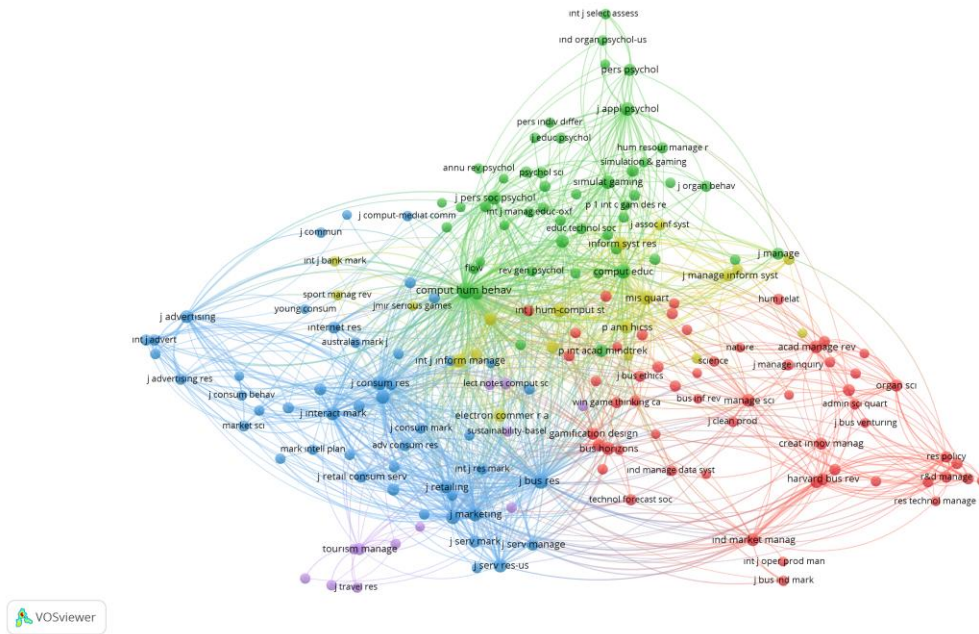 int j select assess
ind organ psychol-us
pers psychol
j appl psychol
pers indiv differ
j educ psychol
hum resour manage r
simulation & gaming
annu rev psychol
psychol sci
simulat gaming
j organ behav
j pers soc psychol
p 1 int c gam des re
int j manag educ-oxf
j comput-mediat comm
j assoc inf syst
educ technol soc
j commun
inform syst res
j manage
int j bank mark
flow
rev gen psychol
comput educ
j manage inform syst
comput hum behav
sport manag rev
mis quart
hum relat
jmir serious games
young consum
int j hum-comput st
j advertising
internet res
p ann hicss
int j advert
australas mark j
nature
acad manage rev
p int acad mindtrek
int j inform manage
science
j manage inquiry
j bus ethics
j advertising res
j consum res
lect notes comput sc
organ sci
j consum behav
bus inf rev
win game thinking ca
manage sci
admin sci quart
market sci
j interact mark
electron commer r a
j clean prod
j bus venturing
j consum mark
sustainability-basel
gamification design
mark intell plan
adv consum res
bus horizons
creat innov manag
res policy
int j res mark
ind manage data syst
j retail consum serv
harvard bus rev
r&d manage
j retailing
j bus res
technol forecast soc
res technol manage
j marketing
j serv mark
j serv manage
ind market manag
tourism manage
int j oper prod man
j serv res-us
j travel res
j bus ind mark
VOSviewer